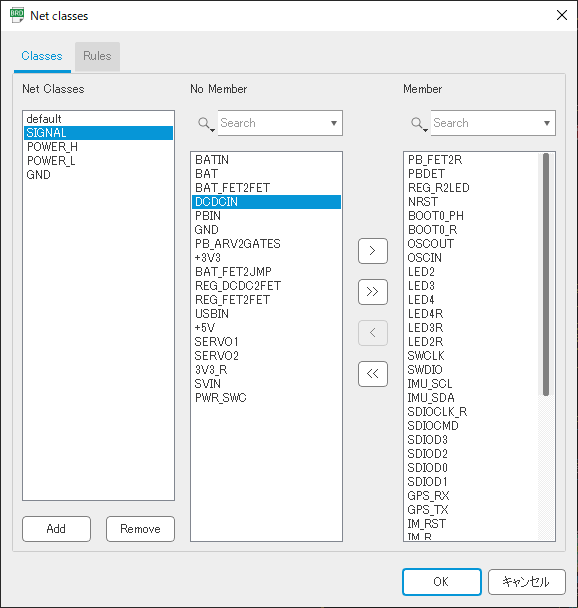 BRD Net classes
Classes Rules
Net Classes
default
SIGNAL
POWER_H
POWER_L
GND
Add Remove
No Member
Search
BATIN
BAT
BAT_FET2FET
DCDCIN
PBIN
GND
PB_ARV2GATES
+3V3
BAT_FET2JMP
REG_DCDC2FET
REG_FET2FET
USBIN
+5V
SERVO1
SERVO2
3V3_R
SVIN
PWR_SWC
>
>>
<
<<
Member
Search
PB_FET2R
PBDET
REG_R2LED
NRST
BOOT0_PH
BOOT0_R
OSCOUT
OSCIN
LED2
LED3
LED4
LED4R
LED3R
LED2R
SWCLK
SWDIO
IMU_SCL
IMU_SDA
SDIOCLK_R
SDIOCMD
SDIOD3
SDIOD2
SDIOD0
SDIOD1
GPS_RX
GPS_TX
IM_RST
IM_R
OK キャンセル